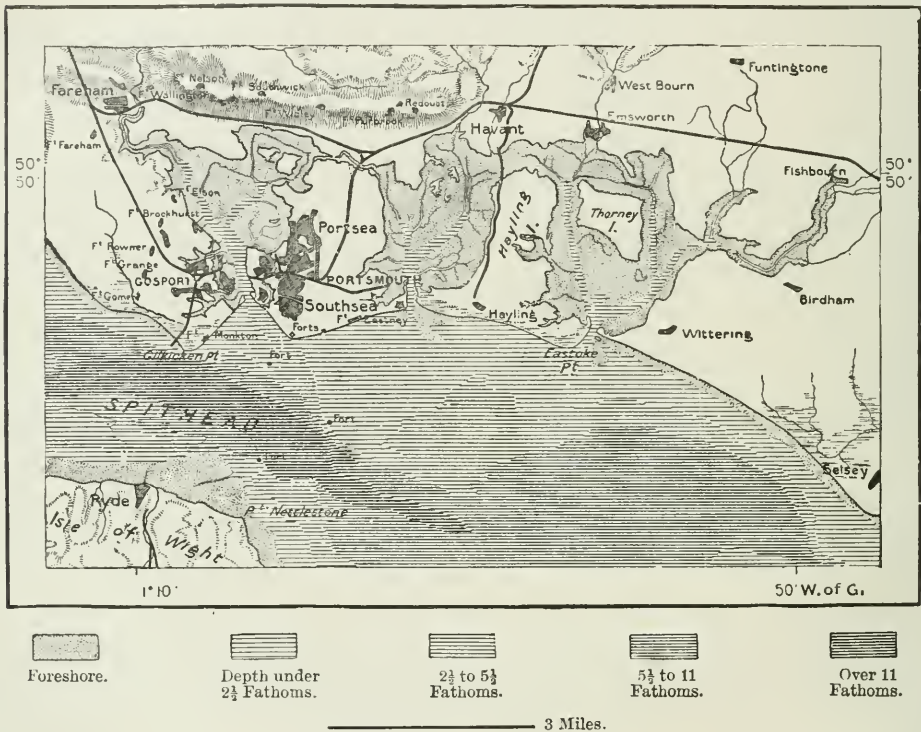 Fareham
Ft Wallington
Ft Nelson
Southwick
Ft Widley
Ft Purbrook
Redoubt
Havant
West Bourn
Emsworth
Funtingtone
50°
50'
50°
50'
Ft Fareham
Ft Elson
Ft Brockhurst
Ft Rowner
Ft Grange
GOSPORT
Ft Gomer
Ft Monkton
Gilkicken Pt
Portsea
PORTSMOUTH
Southsea
Forts
Ft Eastney
Fort
Hayling I.
Hayling
Thorney
I.
Fishbourn
Birdham
Wittering
Eastoke
Pt
Selsey
SPITHEAD
Fort
Fort
Ryde
Pt Nettlestone
Isle of Wight
1° 10'
50' W. of G.
Foreshore.
Depth under
2½ Fathoms.
2½ to 5½
Fathoms.
5½ to 11
Fathoms.
Over 11
Fathoms.
3 Miles.